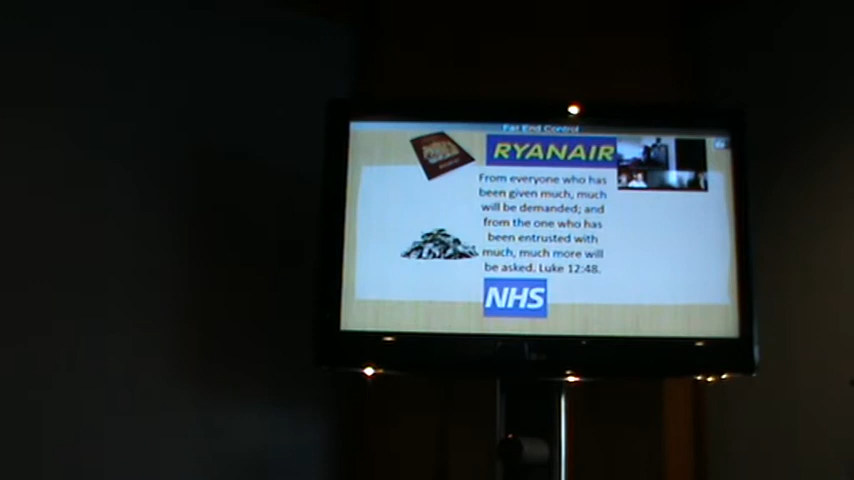 Far End Control
RYANAIR
From everyone who has
been given much, much
will be demanded; and
from the one who has
been entrusted with
much, much more will
be asked. Luke 12:48.
NHS